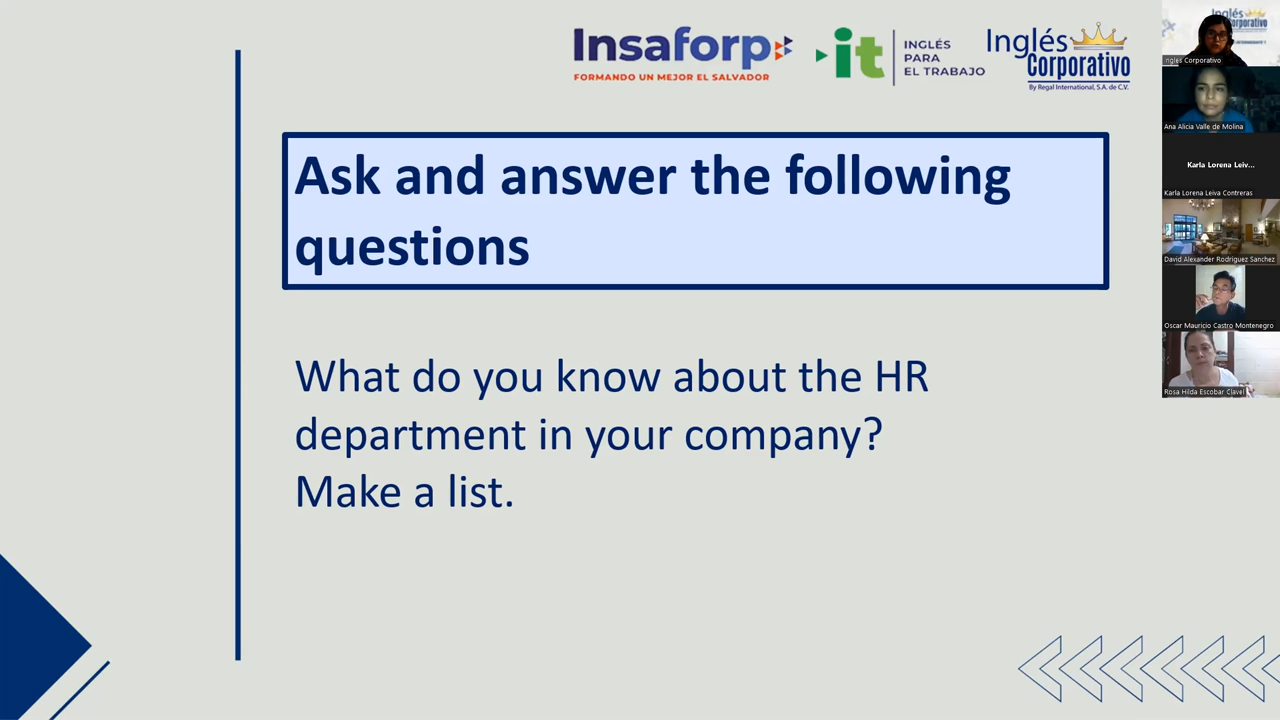 Insaforp
FORMANDO UN MEJOR EL SALVADOR
it
INGLÉS
PARA
EL TRABAJO
Inglés
Corporativo
By Regal International, S.A. de C.V.
Ask and answer the following
questions
What do you know about the HR
department in your company?
Make a list.
Inglés
Corporativo
Ingles Corporativo
Ana Alicia Valle de Molina
Karla Lorena Leiv...
Karla Lorena Leiva Contreras
David Alexander Rodríguez Sanchez
Oscar Mauricio Castro Montenegro
Rosa Hilda Escobar Clavel